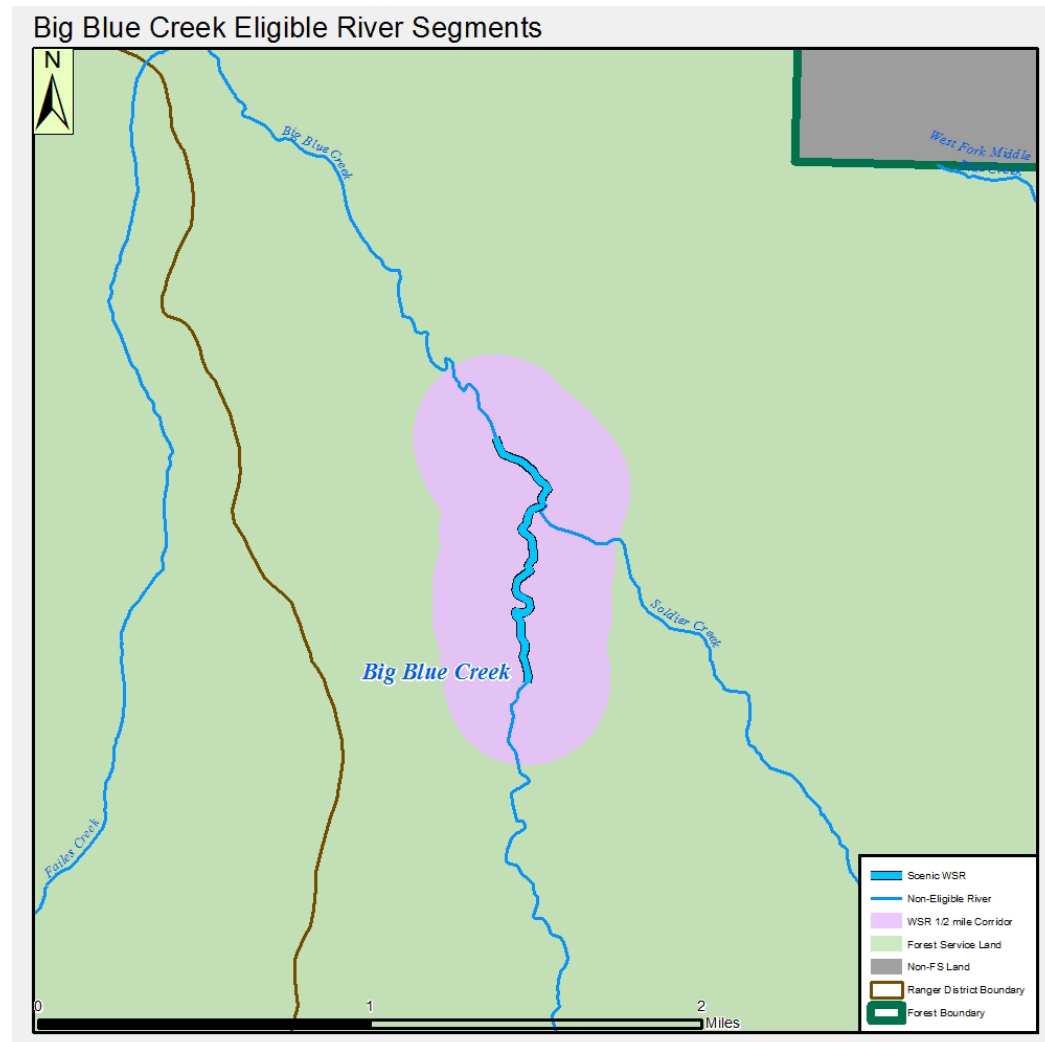 Big Blue Creek Eligible River Segments
N
Big Blue Creek
West Fork Middle
Blue Creek
Soldier Creek
Big Blue Creek
Failes Creek
Scenic WSR
Non-Eligible River
WSR 1/2 mile Corridor
Forest Service Land
Non-FS Land
Ranger District Boundary
Forest Boundary
0 1 2
Miles